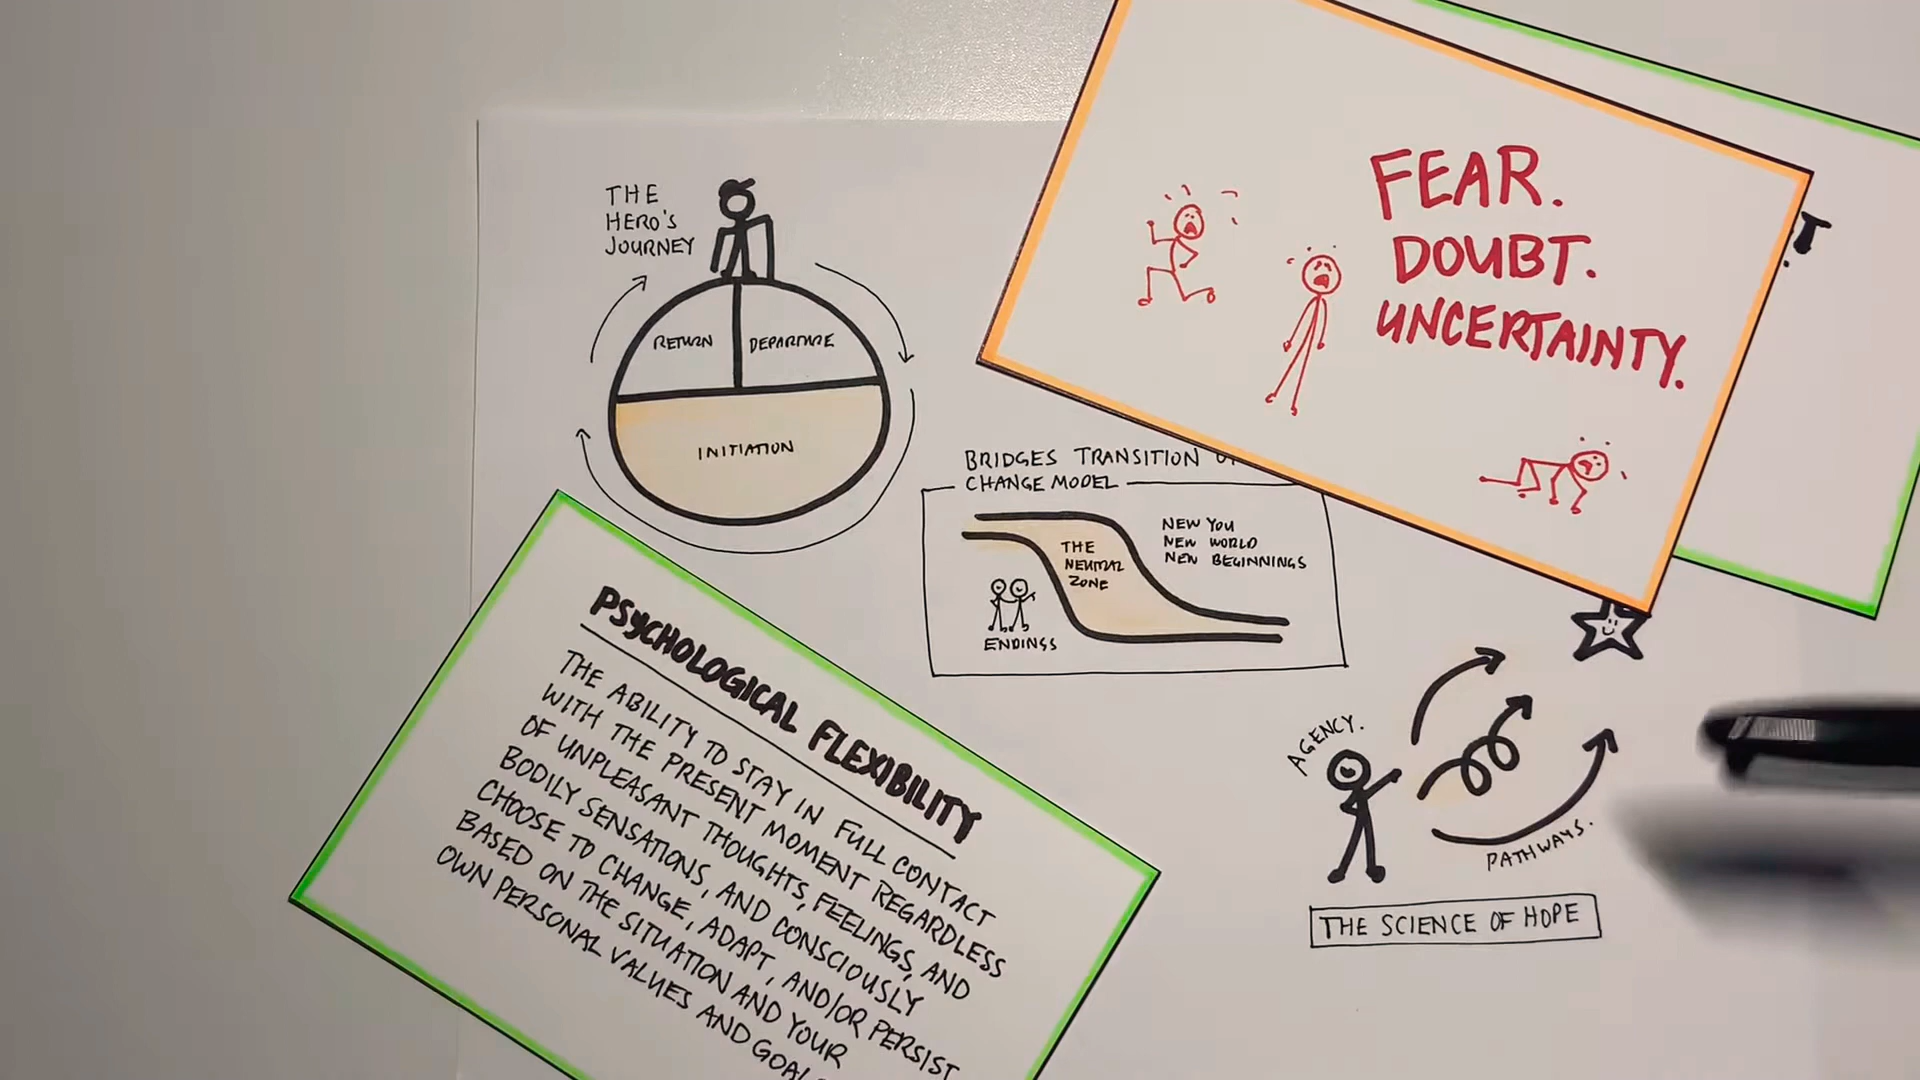 THE
HERO'S
JOURNEY
RETURN
DEPARTURE
INITIATION
FEAR.
DOUBT.
UNCERTAINTY.
BRIDGES TRANSITION
CHANGE MODEL
THE
NEUTRAL
ZONE
NEW YOU
NEW WORLD
NEW BEGINNINGS
ENDINGS
PSYCHOLOGICAL FLEXIBILITY
THE ABILITY TO STAY IN FULL CONTACT
WITH THE PRESENT MOMENT REGARDLESS
OF UNPLEASANT THOUGHTS, FEELINGS, AND
BODILY SENSATIONS, AND CONSCIOUSLY
CHOOSE TO CHANGE, ADAPT, AND/OR PERSIST
BASED ON THE SITUATION AND YOUR
OWN PERSONAL VALUES AND
AGENCY.
PATHWAYS.
THE SCIENCE OF HOPE